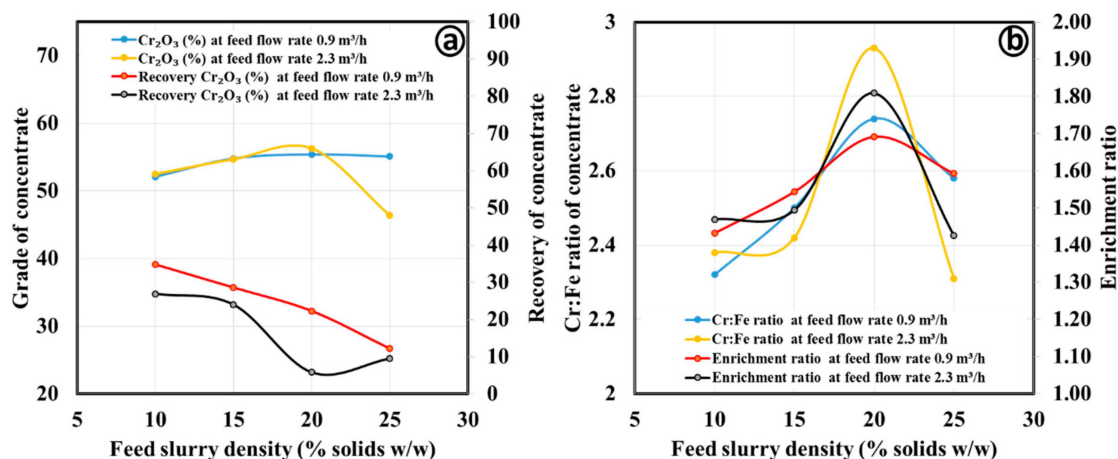 ⓐ
Cr₂O₃ (%) at feed flow rate 0.9 m³/h
Cr₂O₃ (%) at feed flow rate 2.3 m³/h
Recovery Cr₂O₃ (%) at feed flow rate 0.9 m³/h
Recovery Cr₂O₃ (%) at feed flow rate 2.3 m³/h
Grade of concentrate
70
60
50
40
30
20
Recovery of concentrate
100
90
80
70
60
50
40
30
20
10
0
5 10 15 20 25 30
Feed slurry density (% solids w/w)
ⓑ
Cr:Fe ratio of concentrate
3
2.8
2.6
2.4
2.2
2
Enrichment ratio
2.00
1.90
1.80
1.70
1.60
1.50
1.40
1.30
1.20
1.10
1.00
Cr:Fe ratio at feed flow rate 0.9 m³/h
Cr:Fe ratio at feed flow rate 2.3 m³/h
Enrichment ratio at feed flow rate 0.9 m³/h
Enrichment ratio at feed flow rate 2.3 m³/h
5 10 15 20 25 30
Feed slurry density (% solids w/w)